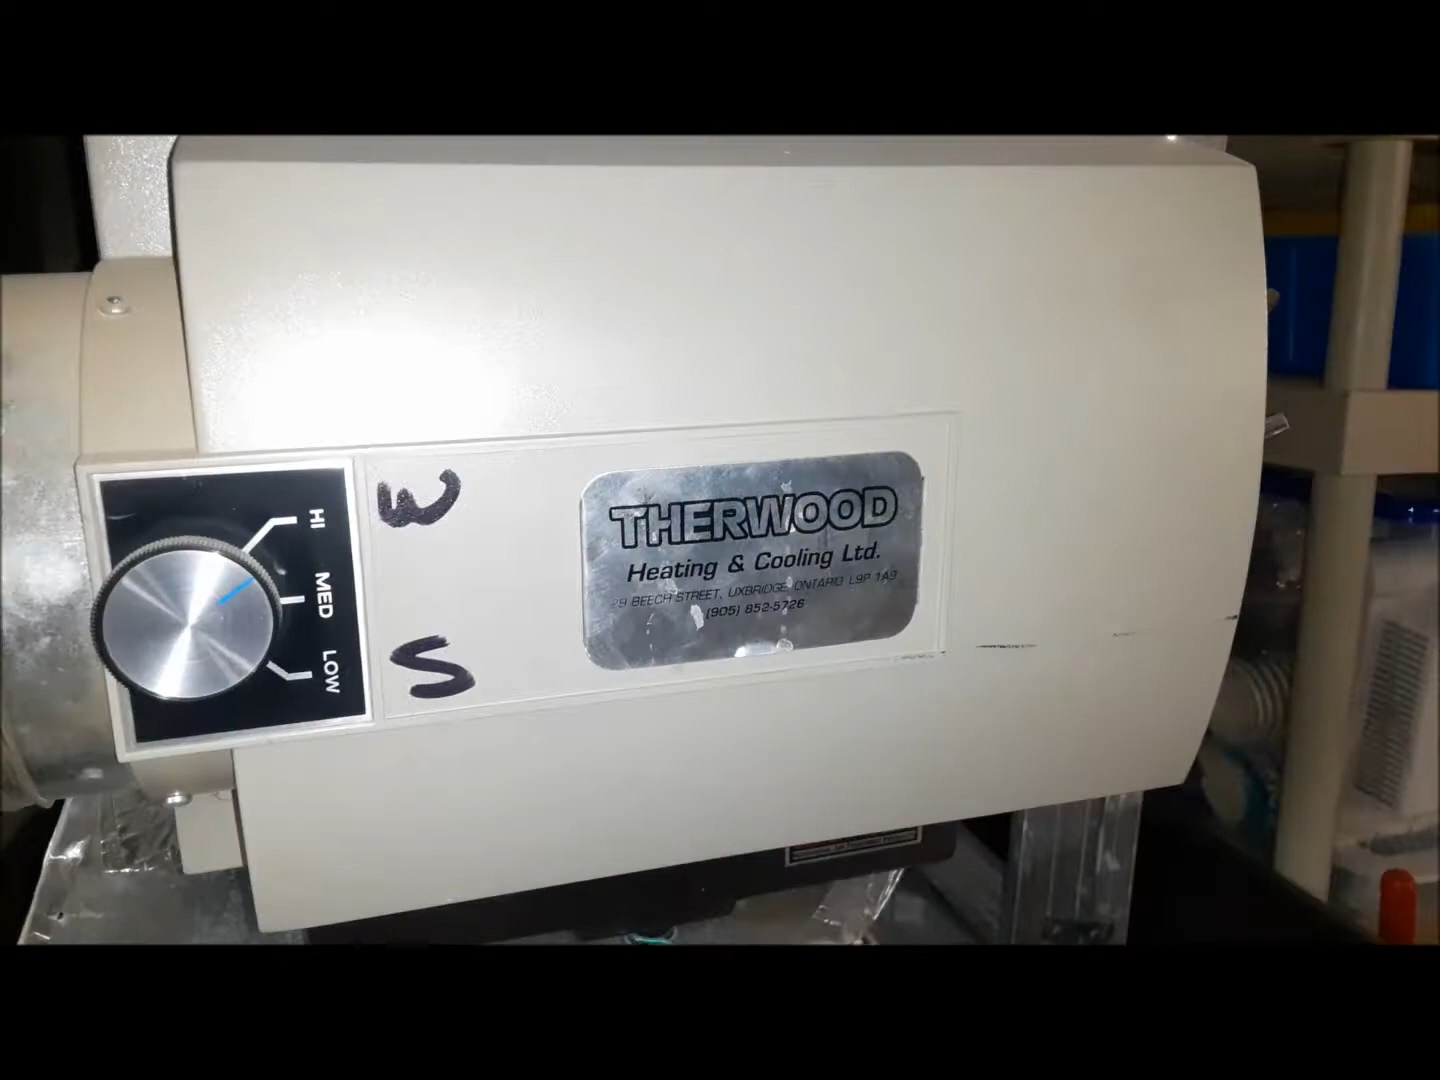 HI
MED
LOW
W
S
THERWOOD
Heating & Cooling Ltd.
29 BEECH STREET, UXBRIDGE, ONTARIO L9P 1A9
(905) 852-5726